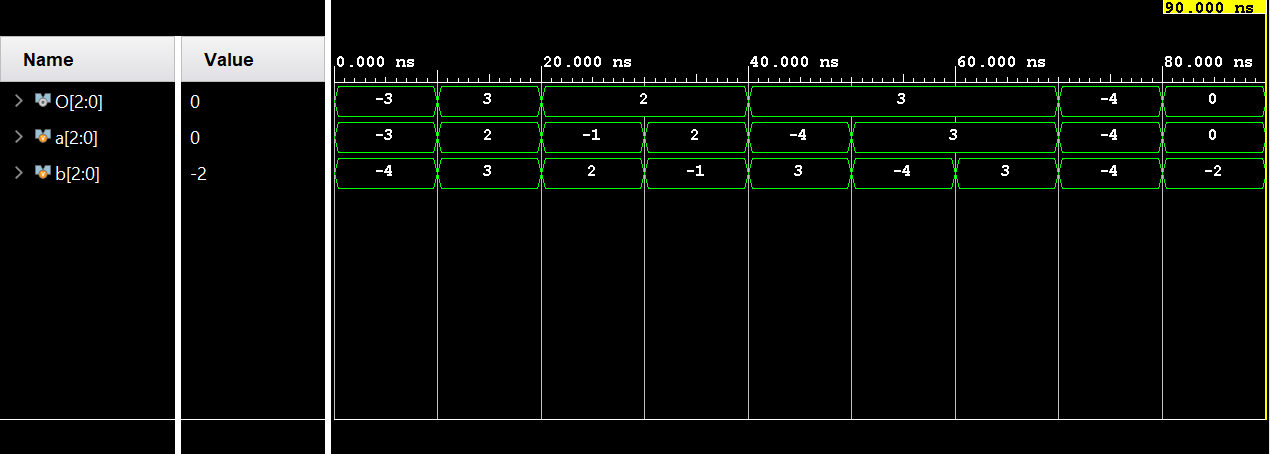 90.000 ns
Name Value
0.000 ns 20.000 ns 40.000 ns 60.000 ns 80.000 ns
O[2:0] 0 -3 3 2 3 -4 0
a[2:0] 0 -3 2 -1 2 -4 3 -4 0
b[2:0] -2 -4 3 2 -1 3 -4 3 -4 -2